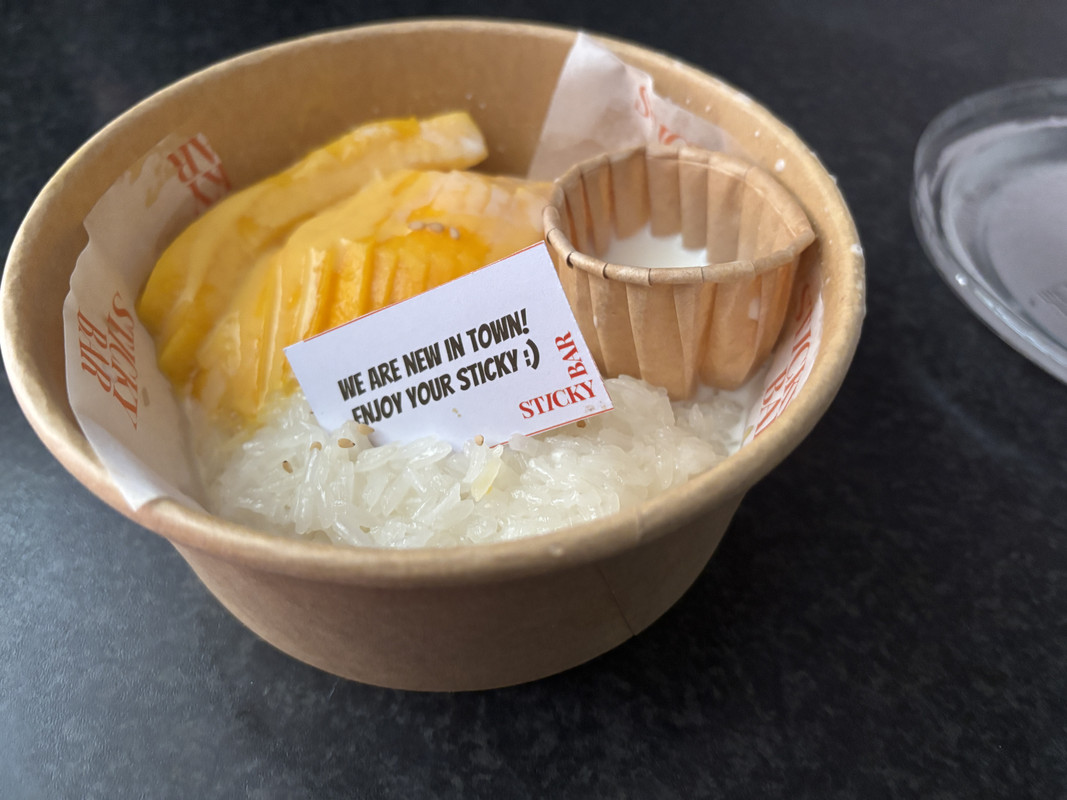 WE ARE NEW IN TOWN!
ENJOY YOUR STICKY :)
STICKY BAR
STICKY
BAR